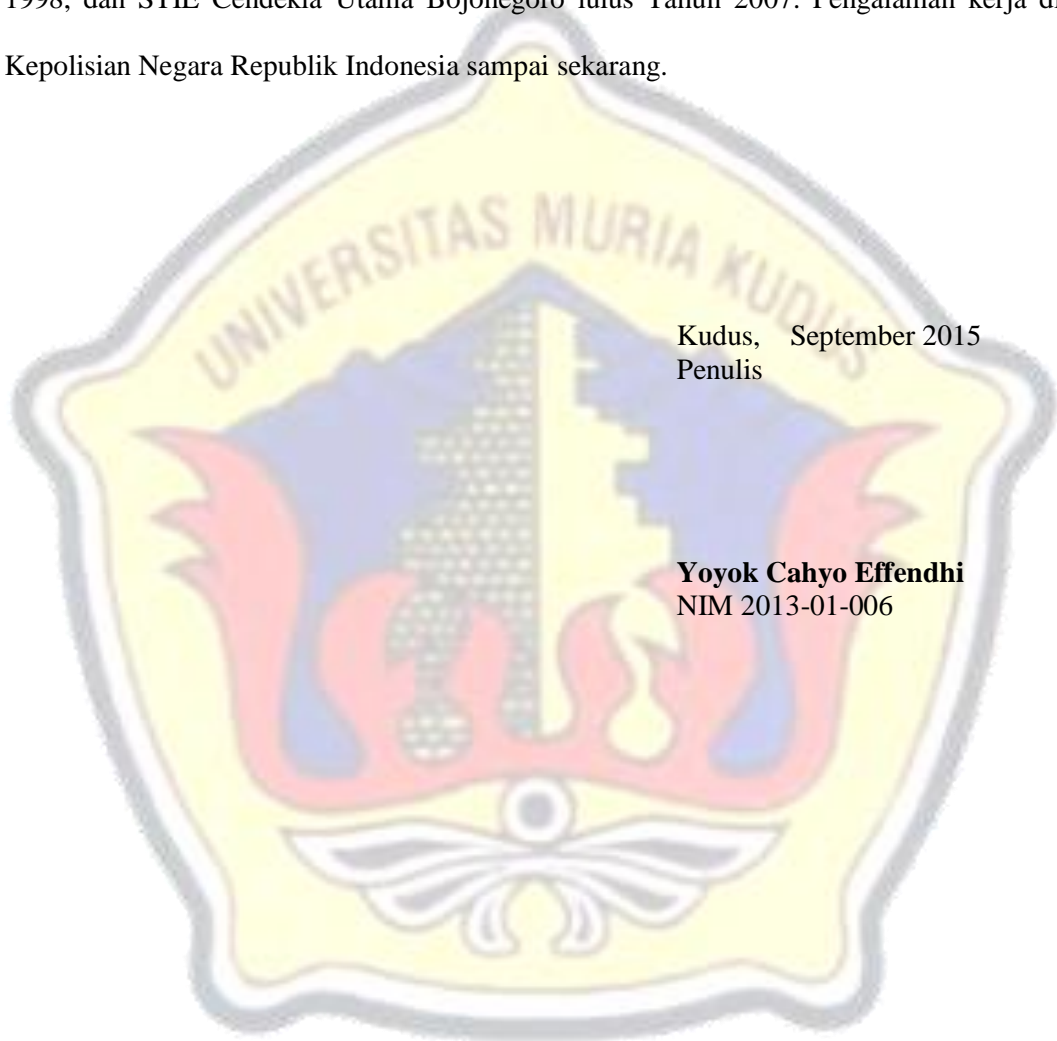 1998, dan STIE Cendekia Utama Bojonegoro lulus Tahun 2007. Pengalaman kerja di
Kepolisian Negara Republik Indonesia sampai sekarang.
UNIVERSITAS MURIA KUDUS
Kudus, September 2015
Penulis
Yoyok Cahyo Effendhi
NIM 2013-01-006